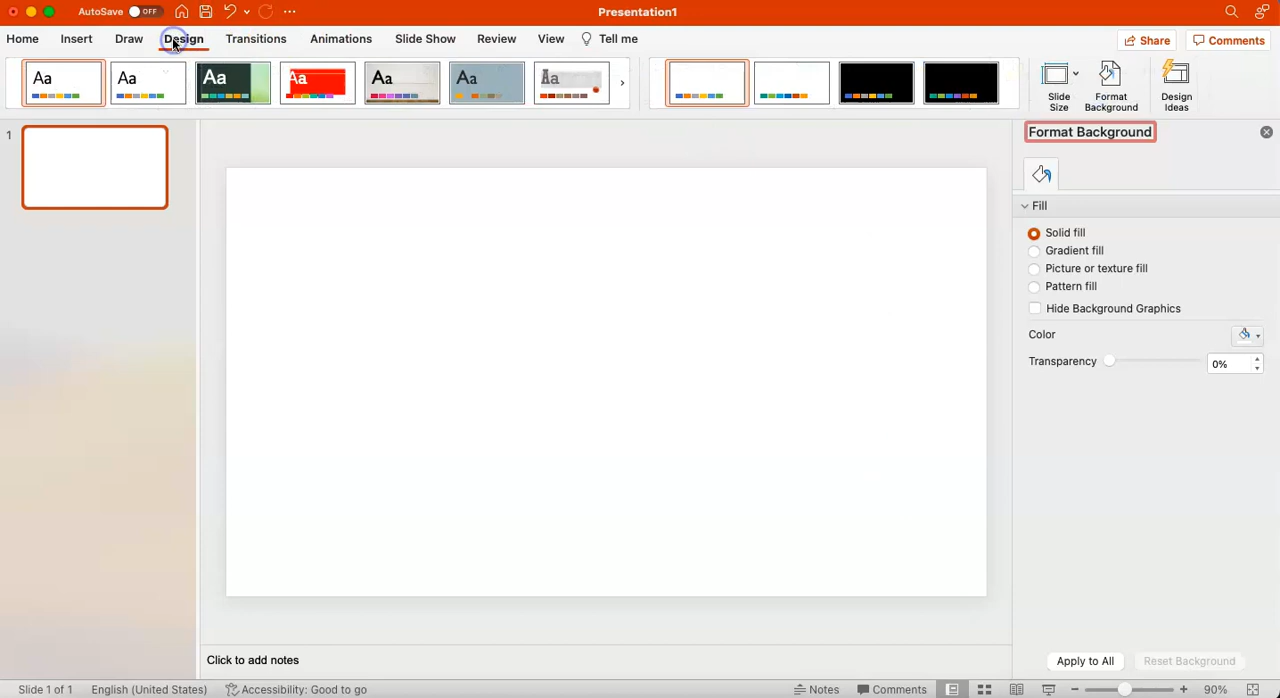 AutoSave OFF
Presentation1
Home Insert Draw Design Transitions Animations Slide Show Review View Tell me
Share Comments
Aa Aa Aa Aa Aa Aa Aa
Slide Size
Format Background
Design Ideas
1
Format Background
Fill
Solid fill
Gradient fill
Picture or texture fill
Pattern fill
Hide Background Graphics
Color
Transparency 0%
Click to add notes
Apply to All Reset Background
Slide 1 of 1 English (United States) Accessibility: Good to go Notes Comments 90%